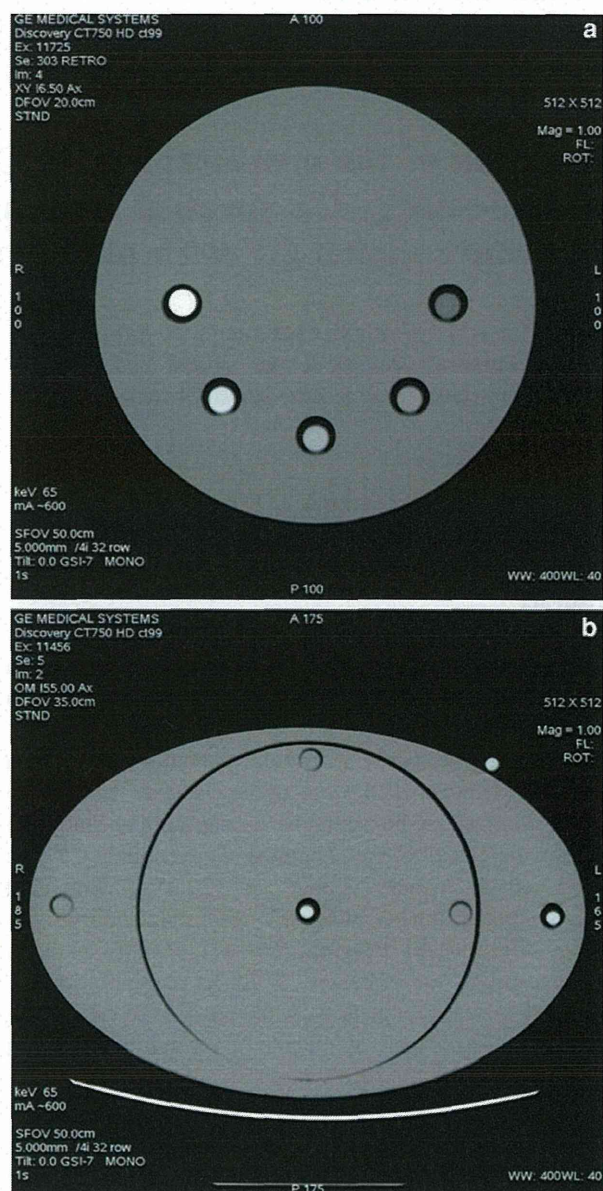 GE MEDICAL SYSTEMS
Discovery CT750 HD ct99
Ex: 11725
Se: 303 RETRO
Im: 4
XY I6.50 Ax
DFOV 20.0cm
STND
A 100
a
512 X 512
Mag = 1.00
FL:
ROT:
R
1
0
0
L
1
0
0
keV 65
mA ~600
SFOV 50.0cm
5.000mm /4i 32 row
Tilt: 0.0 GSI-7 MONO
1s
P 100
WW: 400WL: 40
GE MEDICAL SYSTEMS
Discovery CT750 HD ct99
Ex: 11456
Se: 5
Im: 2
OM I55.00 Ax
DFOV 35.0cm
STND
A 175
b
512 X 512
Mag = 1.00
FL:
ROT:
R
1
8
5
L
1
6
5
keV 65
mA ~600
SFOV 50.0cm
5.000mm /4i 32 row
Tilt: 0.0 GSI-7 MONO
1s
P 175
WW: 400WL: 40